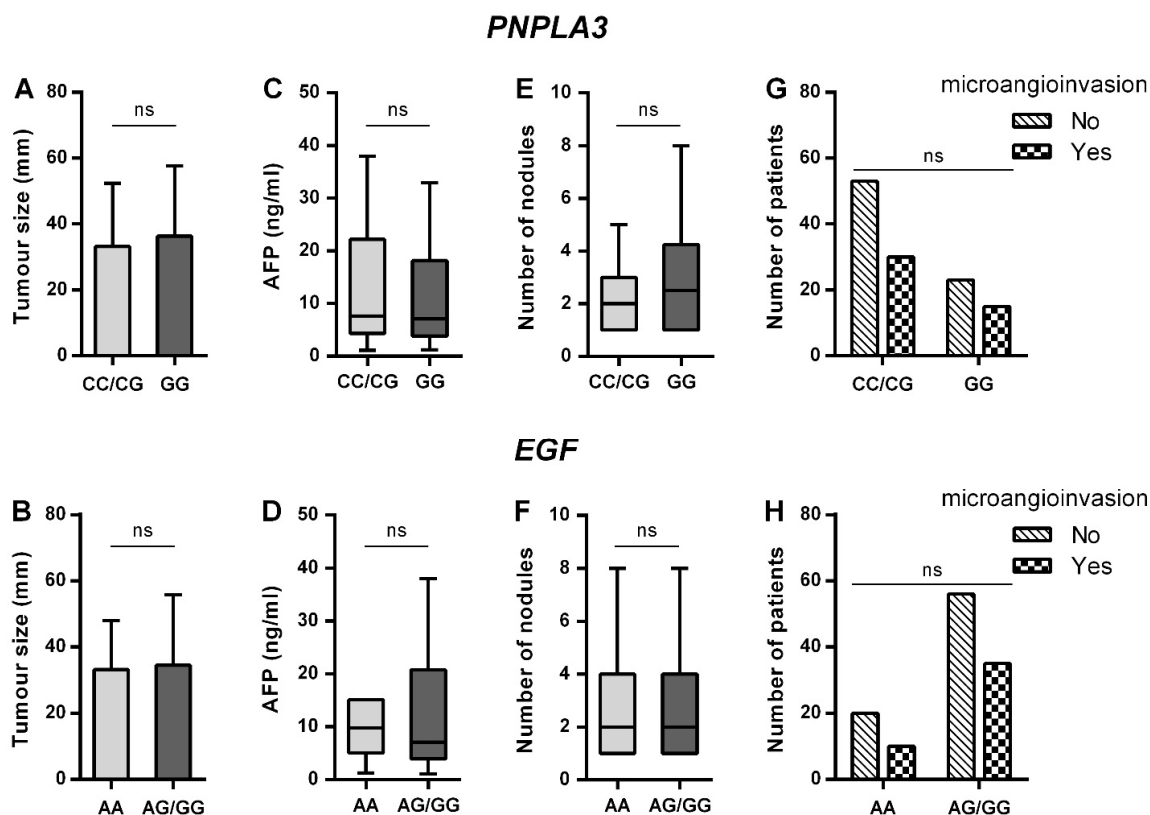 PNPLA3
A
Tumour size (mm)
80
60
40
20
0
ns
CC/CG GG
C
AFP (ng/ml)
50
40
30
20
10
0
ns
CC/CG GG
E
Number of nodules
10
8
6
4
2
0
ns
CC/CG GG
G
Number of patients
80
60
40
20
0
microangioinvasion
No
Yes
ns
CC/CG GG
EGF
B
Tumour size (mm)
80
60
40
20
0
ns
AA AG/GG
D
AFP (ng/ml)
50
40
30
20
10
0
ns
AA AG/GG
F
Number of nodules
10
8
6
4
2
0
ns
AA AG/GG
H
Number of patients
80
60
40
20
0
microangioinvasion
No
Yes
ns
AA AG/GG